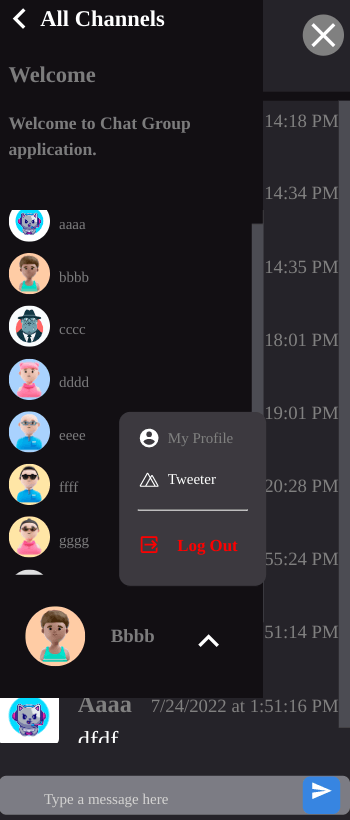 All Channels
Welcome
Welcome to Chat Group
application.
14:18 PM
14:34 PM
14:35 PM
18:01 PM
19:01 PM
20:28 PM
55:24 PM
51:14 PM
aaaa
bbbb
cccc
dddd
eeee
ffff
gggg
My Profile
Tweeter
Log Out
Bbbb
Aaaa 7/24/2022 at 1:51:16 PM
dfdf
Type a message here